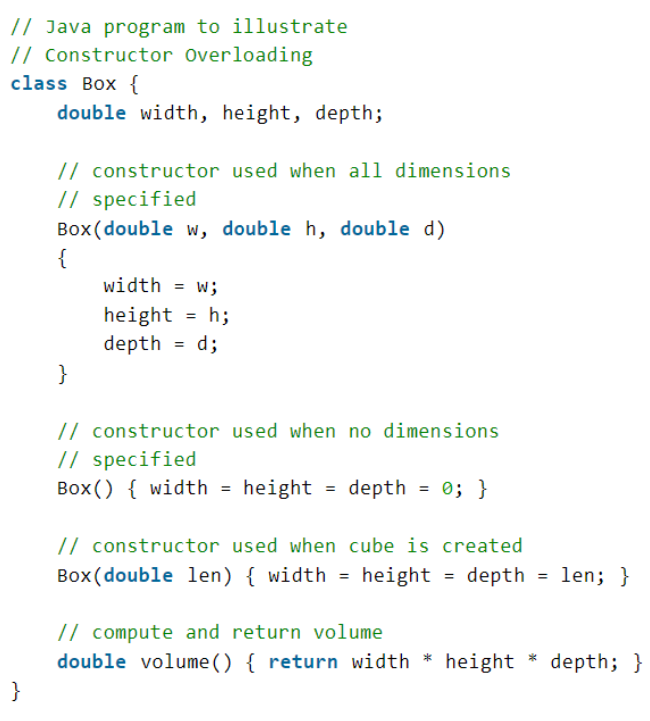 // Java program to illustrate
// Constructor Overloading
class Box {
    double width, height, depth;

    // constructor used when all dimensions
    // specified
    Box(double w, double h, double d)
    {
        width = w;
        height = h;
        depth = d;
    }

    // constructor used when no dimensions
    // specified
    Box() { width = height = depth = 0; }

    // constructor used when cube is created
    Box(double len) { width = height = depth = len; }

    // compute and return volume
    double volume() { return width * height * depth; }
}